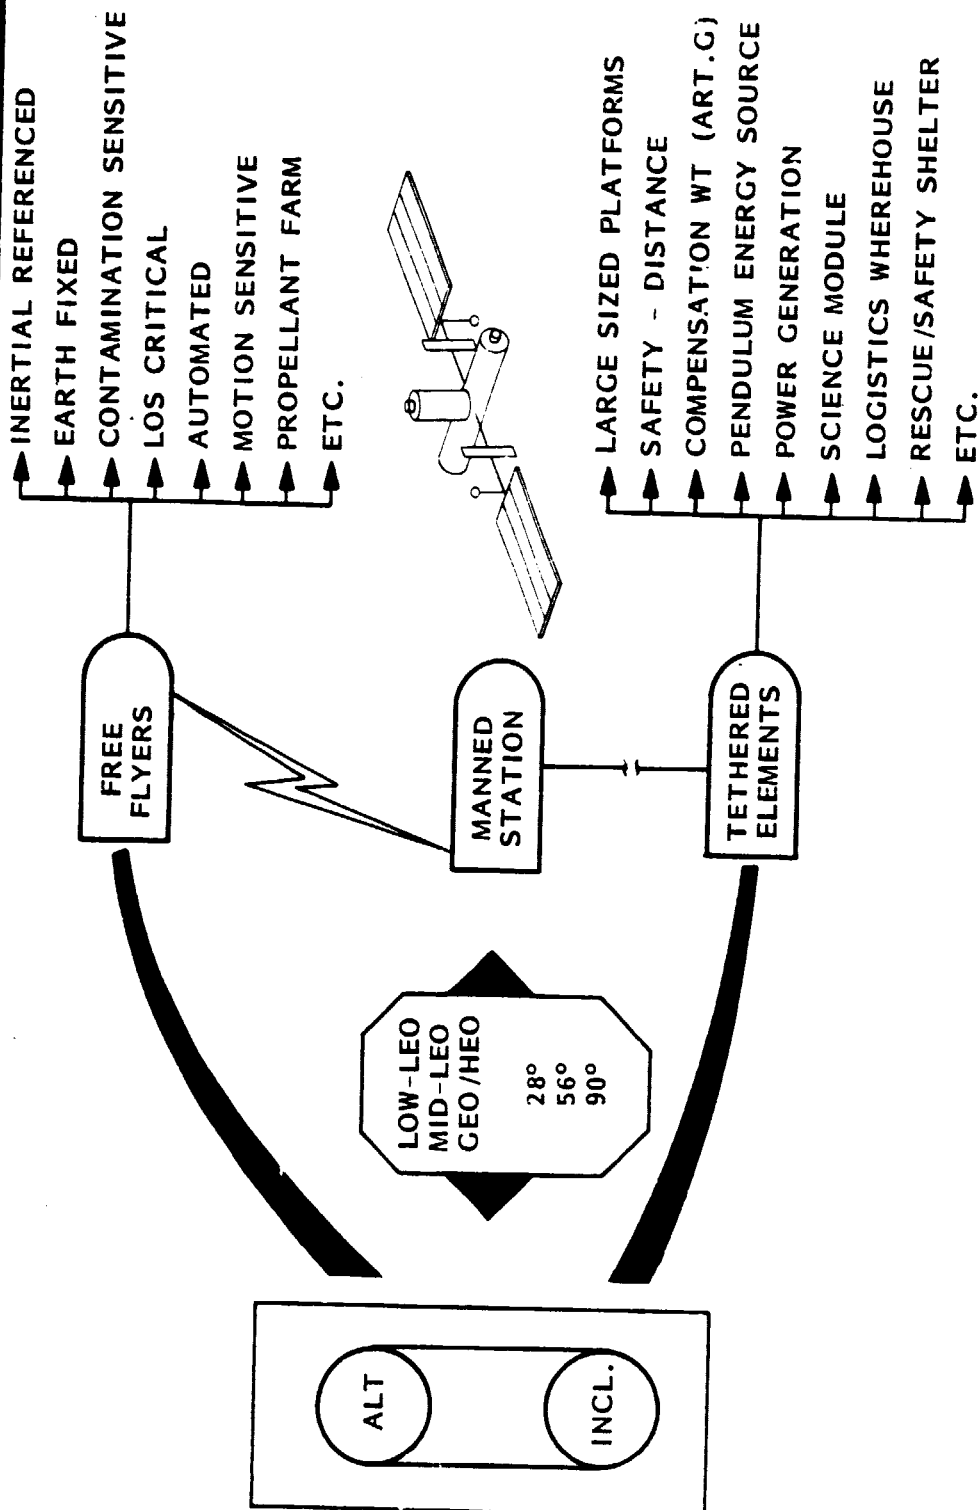 ALT
INCL.
LOW-LEO
MID-LEO
GEO/HEO
28°
56°
90°
FREE
FLYERS
MANNED
STATION
TETHERED
ELEMENTS
INERTIAL REFERENCED
EARTH FIXED
CONTAMINATION SENSITIVE
LOS CRITICAL
AUTOMATED
MOTION SENSITIVE
PROPELLANT FARM
ETC.
LARGE SIZED PLATFORMS
SAFETY - DISTANCE
COMPENSATION WT (ART.G)
PENDULUM ENERGY SOURCE
POWER GENERATION
SCIENCE MODULE
LOGISTICS WHEREHOUSE
RESCUE/SAFETY SHELTER
ETC.